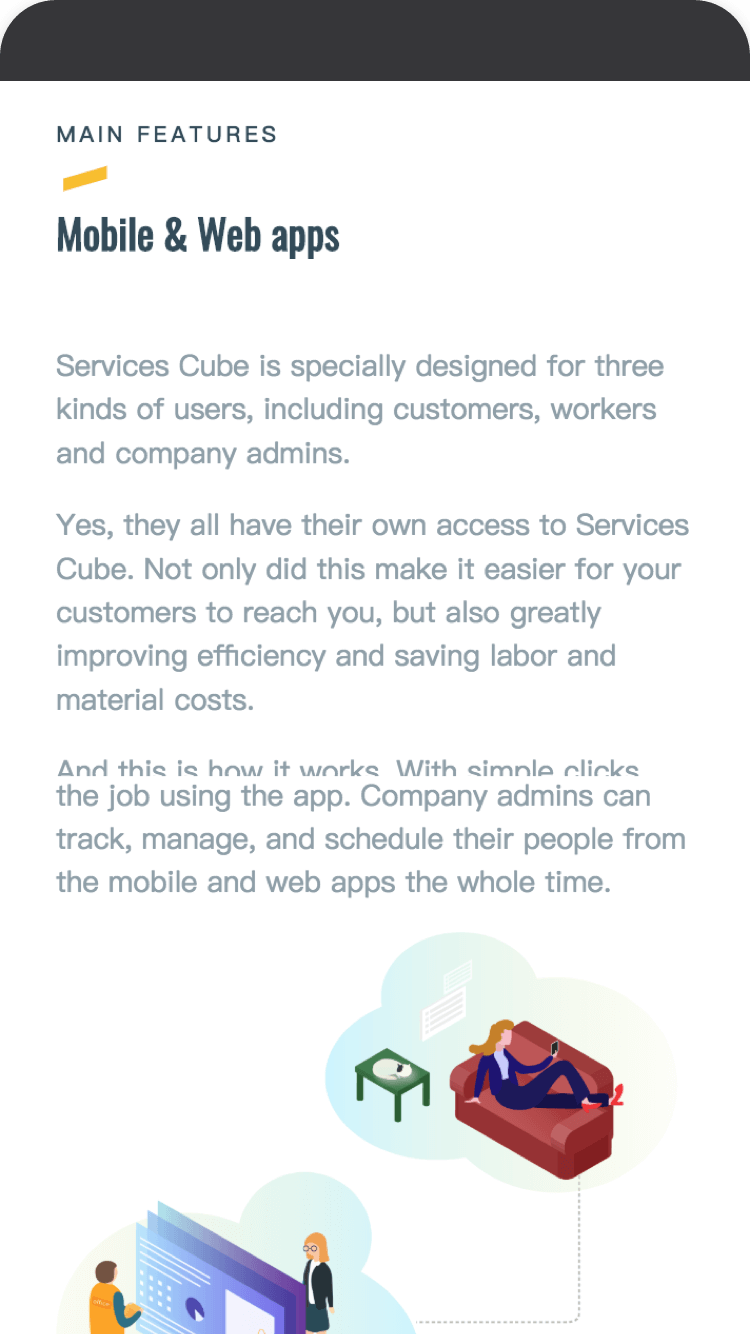 MAIN FEATURES
Mobile & Web apps
Services Cube is specially designed for three
kinds of users, including customers, workers
and company admins.
Yes, they all have their own access to Services
Cube. Not only did this make it easier for your
customers to reach you, but also greatly
improving efficiency and saving labor and
material costs.
And this is how it works. With simple clicks
the job using the app. Company admins can
track, manage, and schedule their people from
the mobile and web apps the whole time.